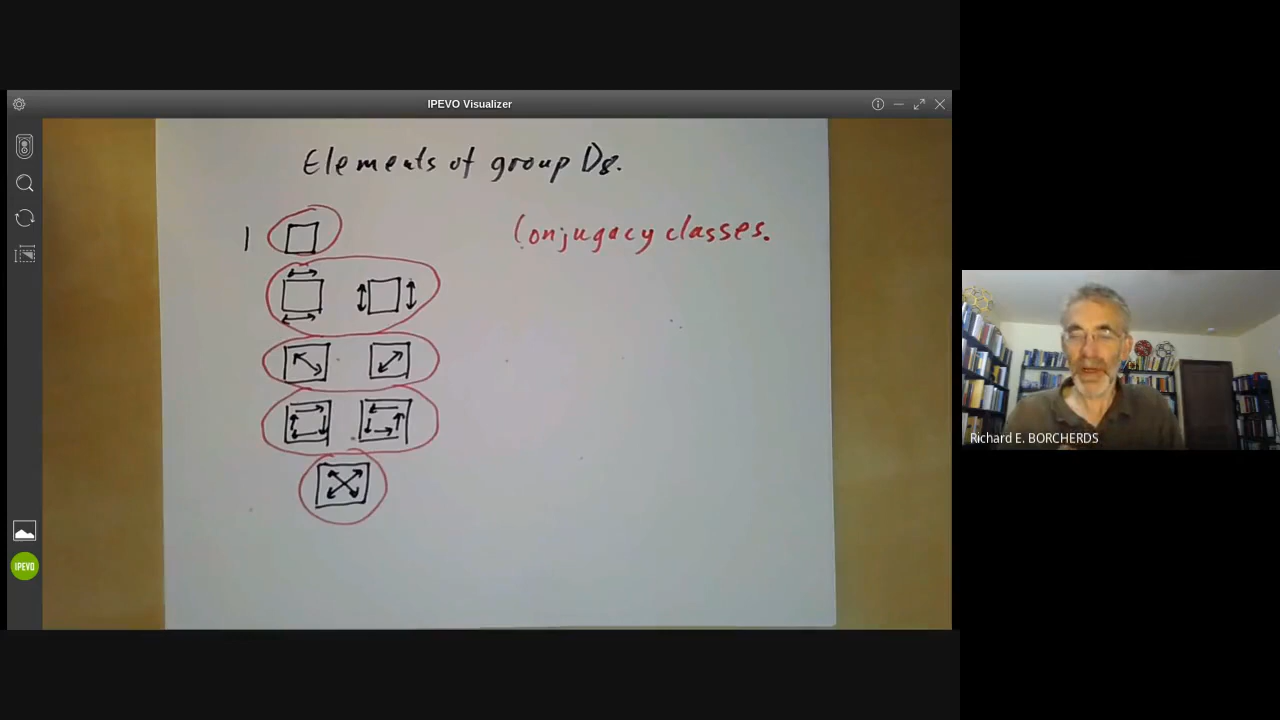 IPEVO Visualizer
Elements of group D8.
1
Conjugacy classes.
Richard E. BORCHERDS
IPEVO